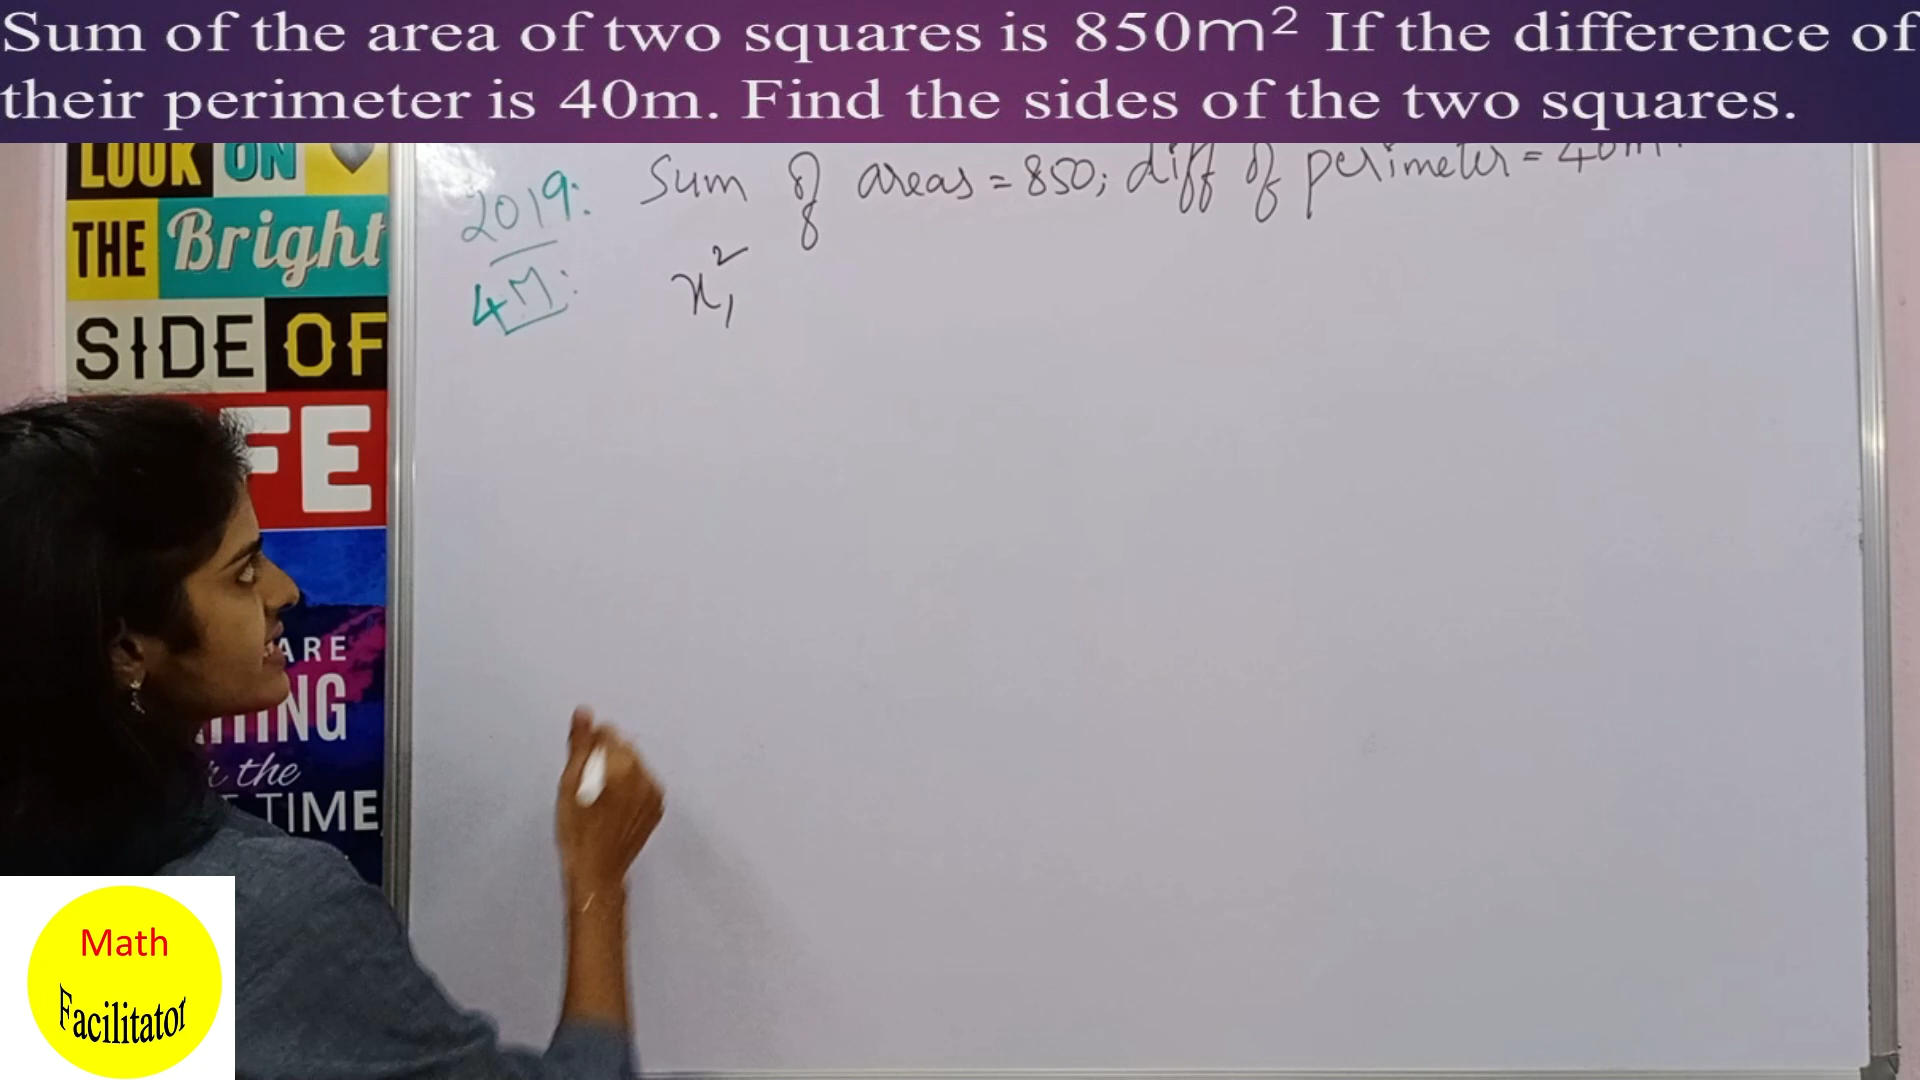 Sum of the area of two squares is 850m² If the difference of
their perimeter is 40m. Find the sides of the two squares.
LOOK ON
THE Bright
SIDE OF
FE
ARE
NG
the
TIME,
2019:
4M:
Sum of areas = 850; diff of perimeter = 40m.
x₁²
Math
Facilitator